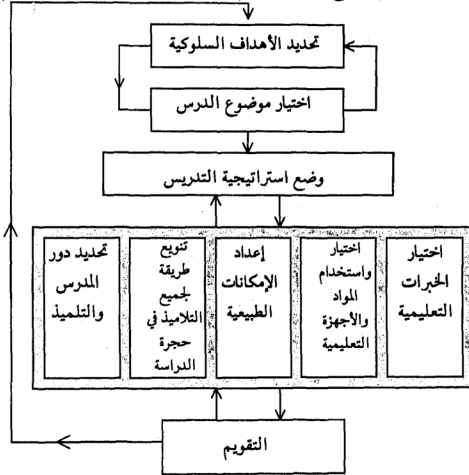 تحديد الأهداف السلوكية
اختيار موضوع الدرس
وضع استراتيجية التدريس
اختيار
الخبرات
التعليمية
اختيار
واستخدام
المواد
والأجهزة
التعليمية
إعداد
الإمكانات
الطبيعية
تنويع
طريقة
لجميع
التلاميذ في
حجرة
الدراسة
تحديد دور
المدرس
والتلميذ
التقويم